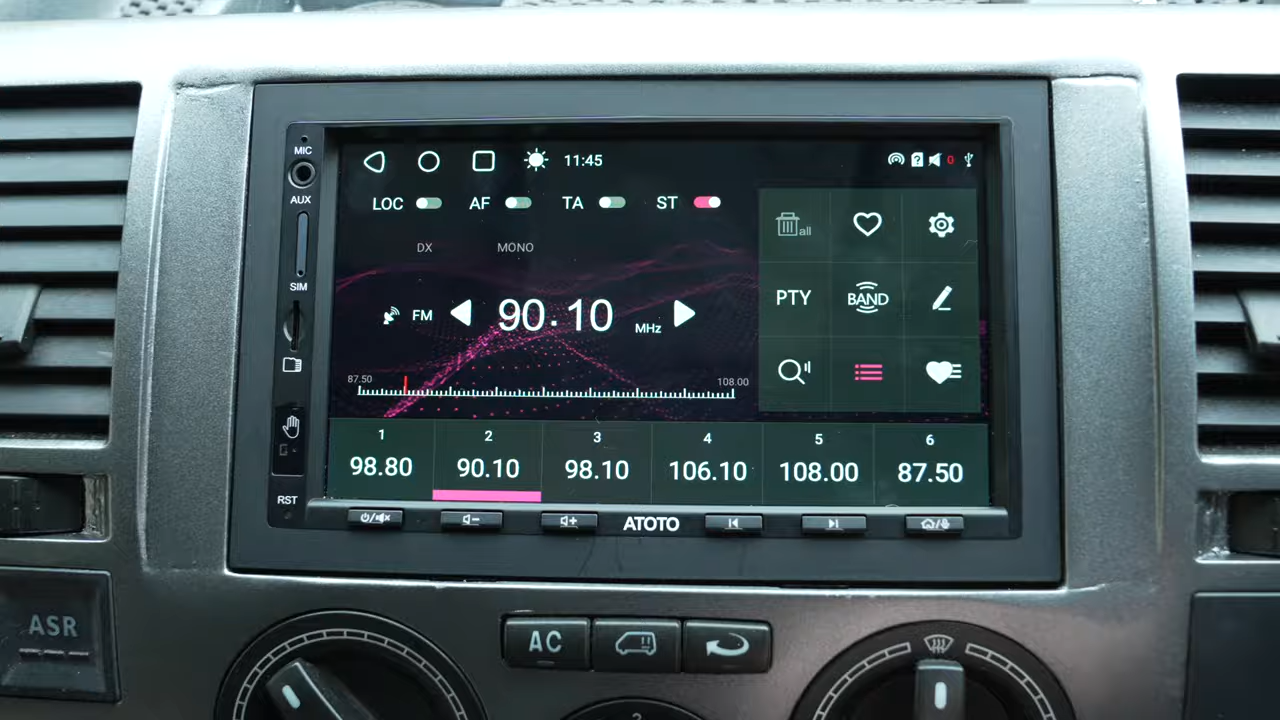 MIC
AUX
SIM
RST
11:45
0
LOC AF TA ST
DX MONO
FM 90.10 MHz
87.50 108.00
all
PTY BAND
1 2 3 4 5 6
98.80 90.10 98.10 106.10 108.00 87.50
ATOTO
ASR
AC